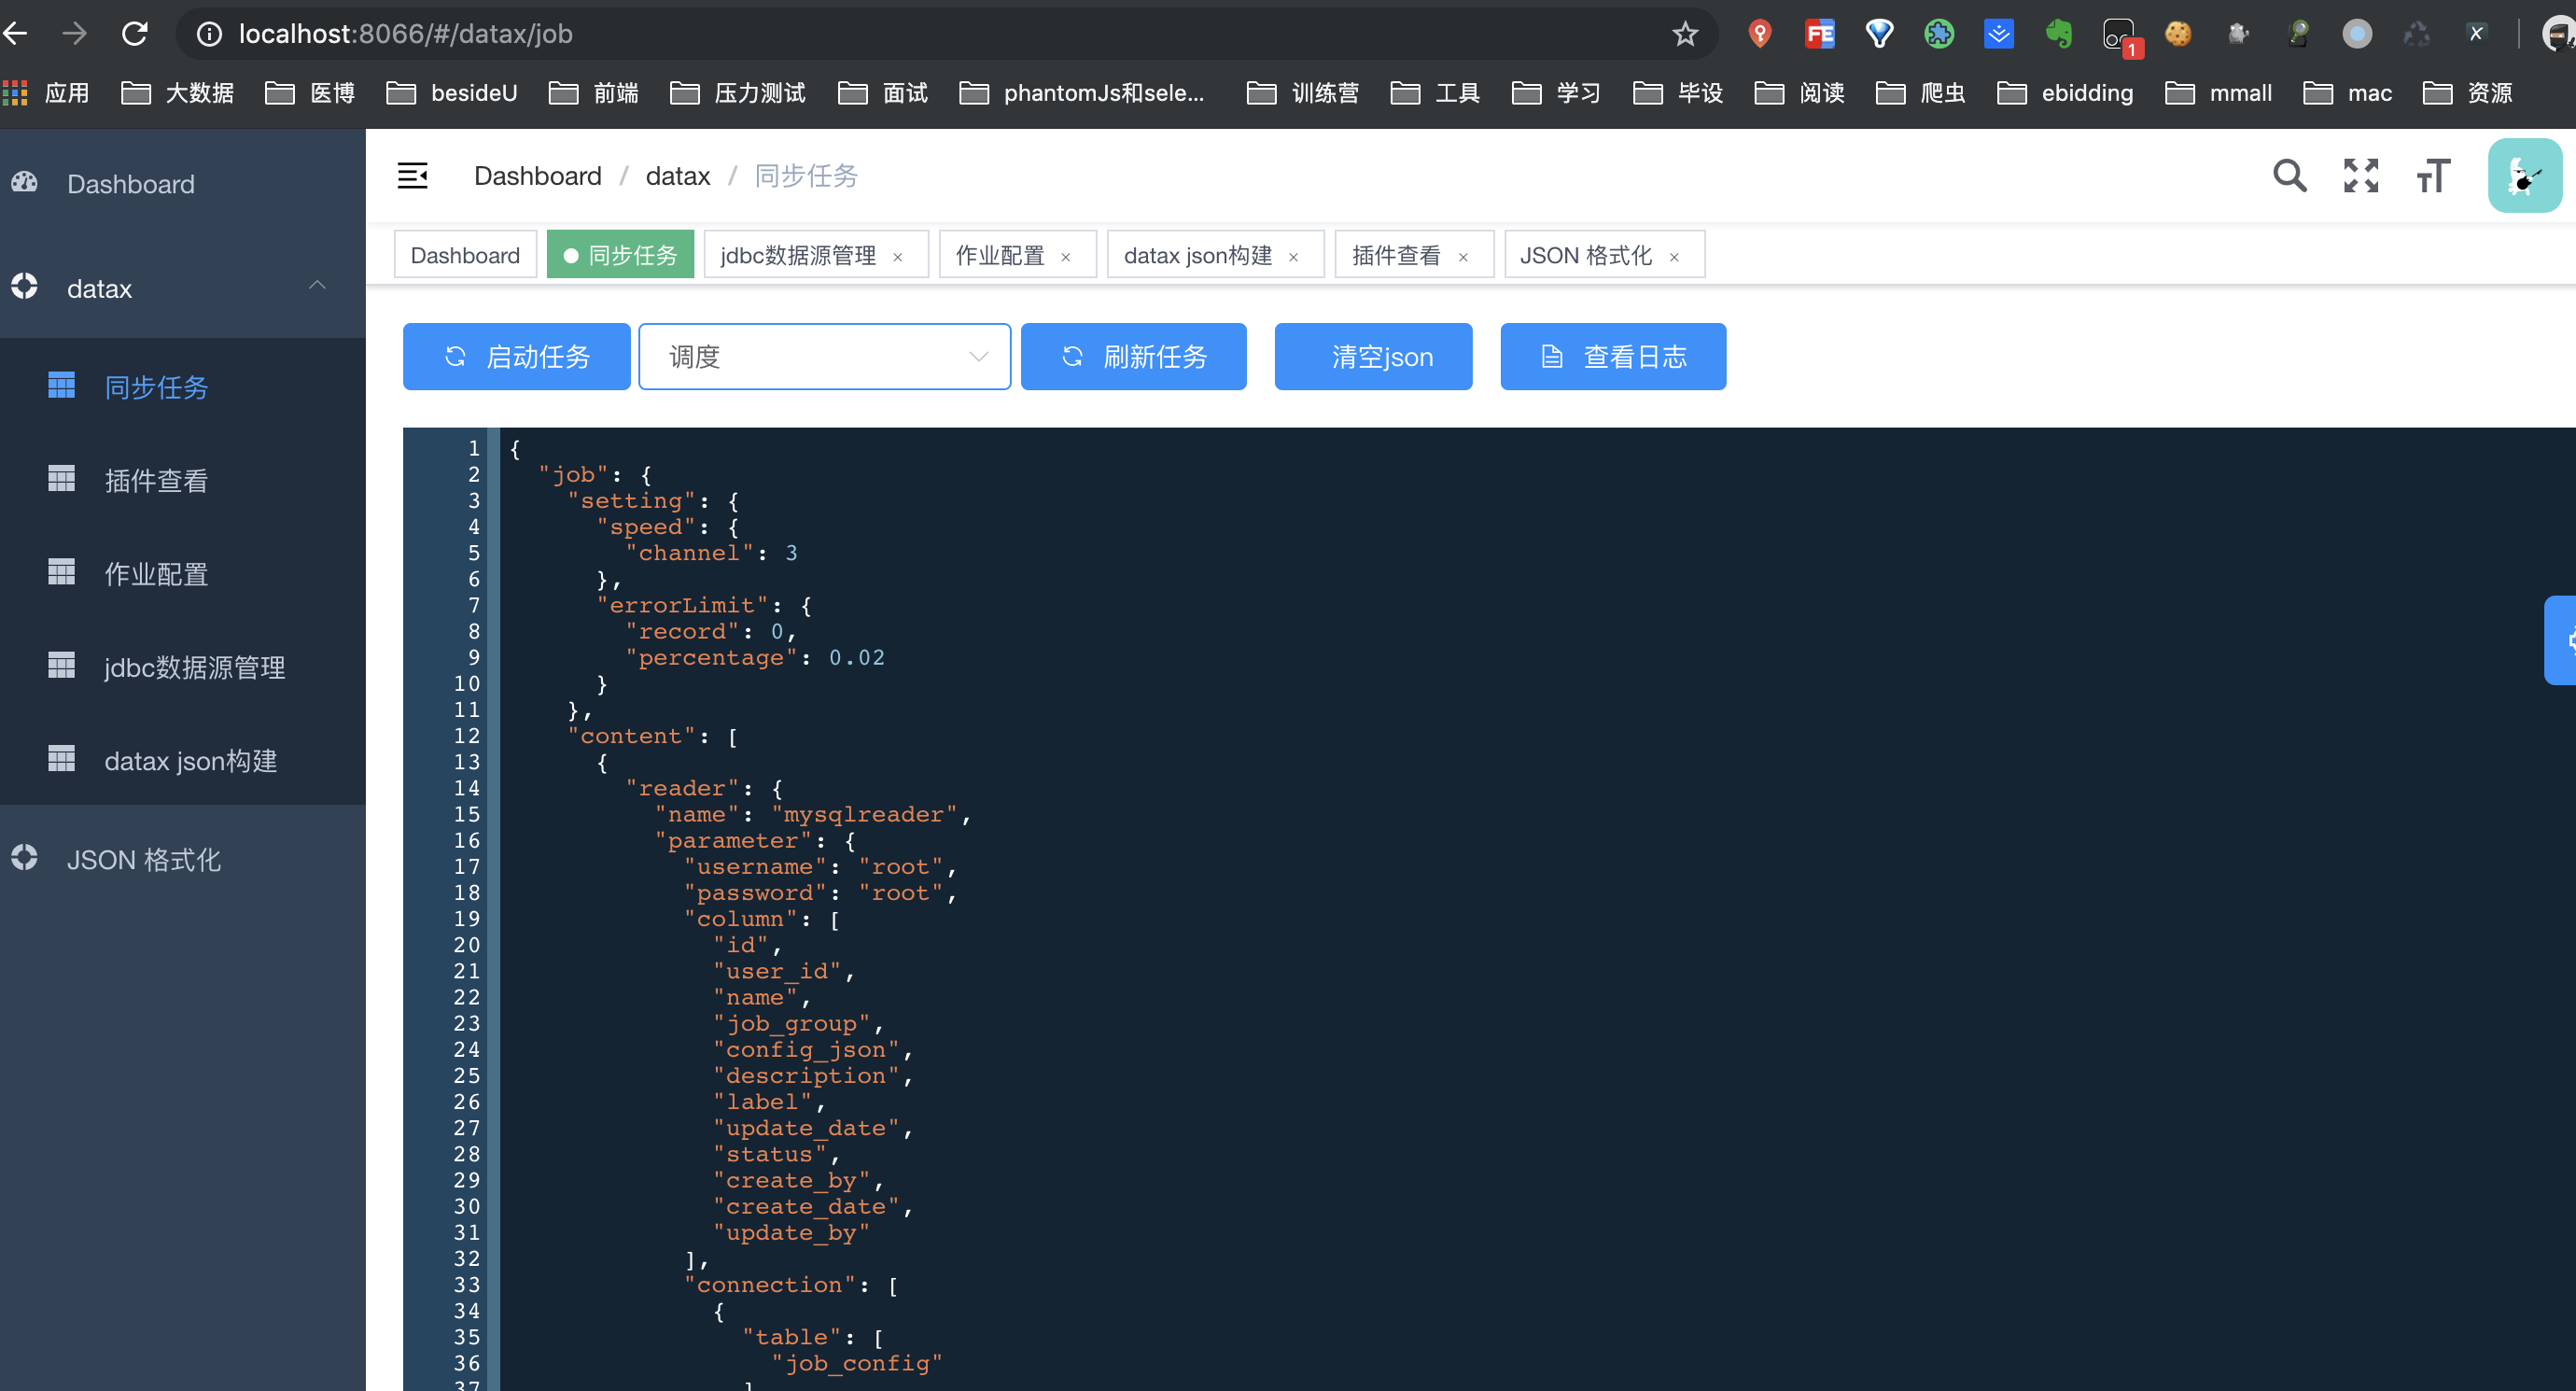 localhost:8066/#/datax/job
FE
1
应用 大数据 医博 besideU 前端 压力测试 面试 phantomJs和sele... 训练营 工具 学习 毕设 阅读 爬虫 ebidding mmall mac 资源
Dashboard
datax
同步任务
插件查看
作业配置
jdbc数据源管理
datax json构建
JSON 格式化
Dashboard / datax / 同步任务
Dashboard 同步任务 jdbc数据源管理 × 作业配置 × datax json构建 × 插件查看 × JSON 格式化 ×
启动任务 调度 刷新任务 清空json 查看日志
1 {
2 "job": {
3 "setting": {
4 "speed": {
5 "channel": 3
6 },
7 "errorLimit": {
8 "record": 0,
9 "percentage": 0.02
10 }
11 },
12 "content": [
13 {
14 "reader": {
15 "name": "mysqlreader",
16 "parameter": {
17 "username": "root",
18 "password": "root",
19 "column": [
20 "id",
21 "user_id",
22 "name",
23 "job_group",
24 "config_json",
25 "description",
26 "label",
27 "update_date",
28 "status",
29 "create_by",
30 "create_date",
31 "update_by"
32 ],
33 "connection": [
34 {
35 "table": [
36 "job_config"
37 ]